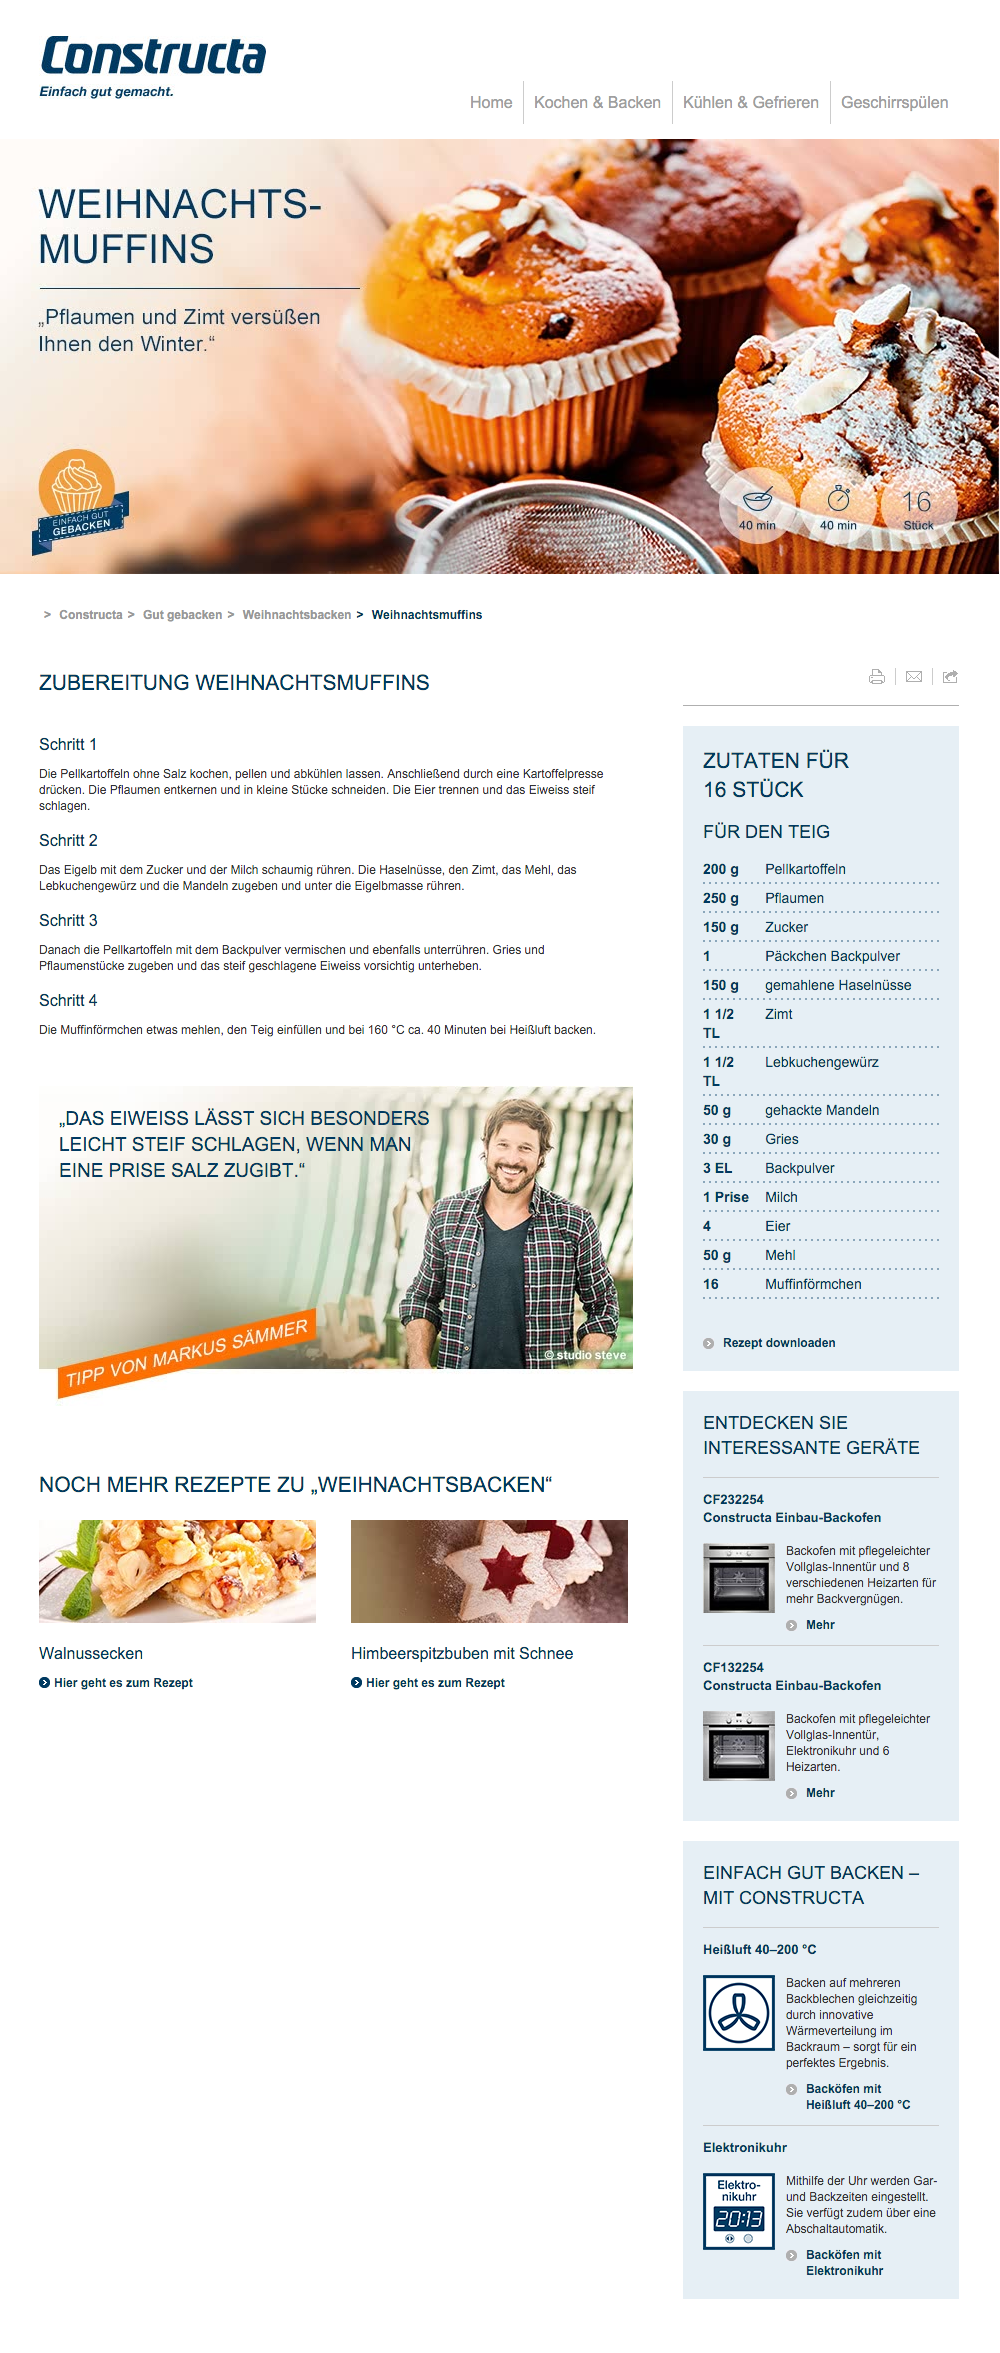 Constructa
Einfach gut gemacht.
Home
Kochen & Backen
Kühlen & Gefrieren
Geschirrspülen
WEIHNACHTS-
MUFFINS
„Pflaumen und Zimt versüßen
Ihnen den Winter.“
EINFACH GUT
GEBACKEN
40 min
40 min
16
Stück
> Constructa > Gut gebacken > Weihnachtsbacken > Weihnachtsmuffins
ZUBEREITUNG WEIHNACHTSMUFFINS
Schritt 1
Die Pellkartoffeln ohne Salz kochen, pellen und abkühlen lassen. Anschließend durch eine Kartoffelpresse
drücken. Die Pflaumen entkernen und in kleine Stücke schneiden. Die Eier trennen und das Eiweiss steif
schlagen.
Schritt 2
Das Eigelb mit dem Zucker und der Milch schaumig rühren. Die Haselnüsse, den Zimt, das Mehl, das
Lebkuchengewürz und die Mandeln zugeben und unter die Eigelbmasse rühren.
Schritt 3
Danach die Pellkartoffeln mit dem Backpulver vermischen und ebenfalls unterrühren. Gries und
Pflaumenstücke zugeben und das steif geschlagene Eiweiss vorsichtig unterheben.
Schritt 4
Die Muffinförmchen etwas mehlen, den Teig einfüllen und bei 160 °C ca. 40 Minuten bei Heißluft backen.
„DAS EIWEISS LÄSST SICH BESONDERS
LEICHT STEIF SCHLAGEN, WENN MAN
EINE PRISE SALZ ZUGIBT.“
TIPP VON MARKUS SÄMMER
© studio steve
NOCH MEHR REZEPTE ZU „WEIHNACHTSBACKEN“
Walnussecken
Hier geht es zum Rezept
Himbeerspitzbuben mit Schnee
Hier geht es zum Rezept
ZUTATEN FÜR
16 STÜCK
FÜR DEN TEIG
200 g Pellkartoffeln
250 g Pflaumen
150 g Zucker
1 Päckchen Backpulver
150 g gemahlene Haselnüsse
1 1/2 Zimt
TL
1 1/2 Lebkuchengewürz
TL
50 g gehackte Mandeln
30 g Gries
3 EL Backpulver
1 Prise Milch
4 Eier
50 g Mehl
16 Muffinförmchen
Rezept downloaden
ENTDECKEN SIE
INTERESSANTE GERÄTE
CF232254
Constructa Einbau-Backofen
Backofen mit pflegeleichter
Vollglas-Innentür und 8
verschiedenen Heizarten für
mehr Backvergnügen.
Mehr
CF132254
Constructa Einbau-Backofen
Backofen mit pflegeleichter
Vollglas-Innentür,
Elektronikuhr und 6
Heizarten.
Mehr
EINFACH GUT BACKEN –
MIT CONSTRUCTA
Heißluft 40–200 °C
Backen auf mehreren
Backblechen gleichzeitig
durch innovative
Wärmeverteilung im
Backraum – sorgt für ein
perfektes Ergebnis.
Backöfen mit
Heißluft 40–200 °C
Elektronikuhr
Elektro-
nikuhr
20:13
Mithilfe der Uhr werden Gar-
und Backzeiten eingestellt.
Sie verfügt zudem über eine
Abschaltautomatik.
Backöfen mit
Elektronikuhr